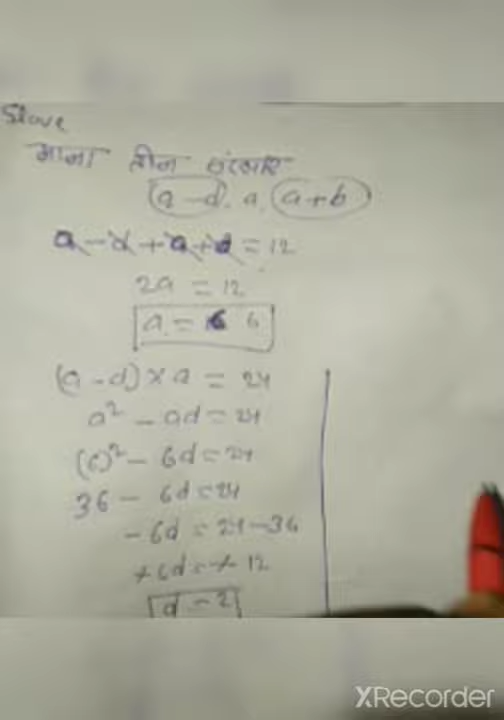 Slove
माना तीन संख्याए
(a-d), a, (a+b)
a-d+a+d = 12
2a = 12
a = 6 6
(a-d) × a = 24
a² - ad = 24
(6)² - 6d = 24
36 - 6d = 24
-6d = 24-36
+6d = +12
d - 2
XRecorder